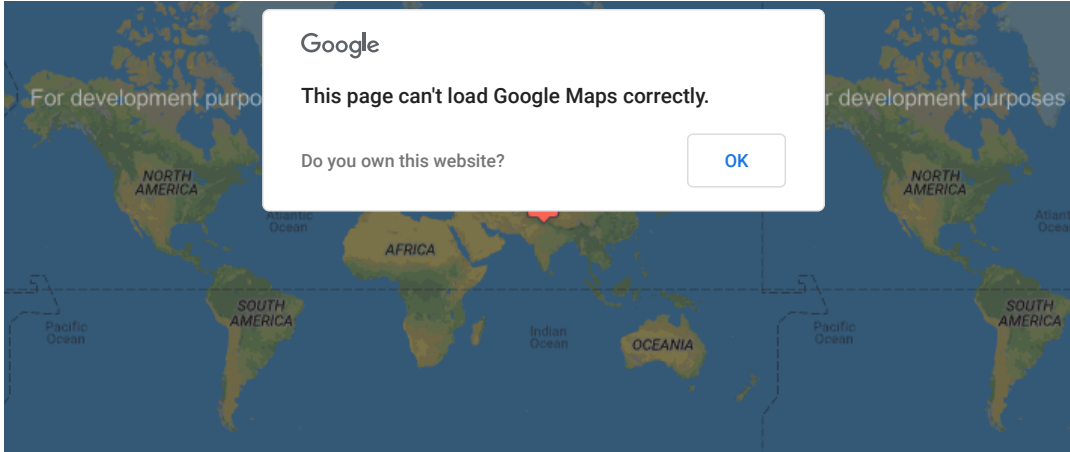 Google
This page can't load Google Maps correctly.
Do you own this website?
OK
For development purpo
r development purposes
NORTH
AMERICA
NORTH
AMERICA
Atlantic
Ocean
Atlant
Ocea
AFRICA
SOUTH
AMERICA
SOUTH
AMERICA
Pacific
Ocean
Indian
Ocean
OCEANIA
Pacific
Ocean